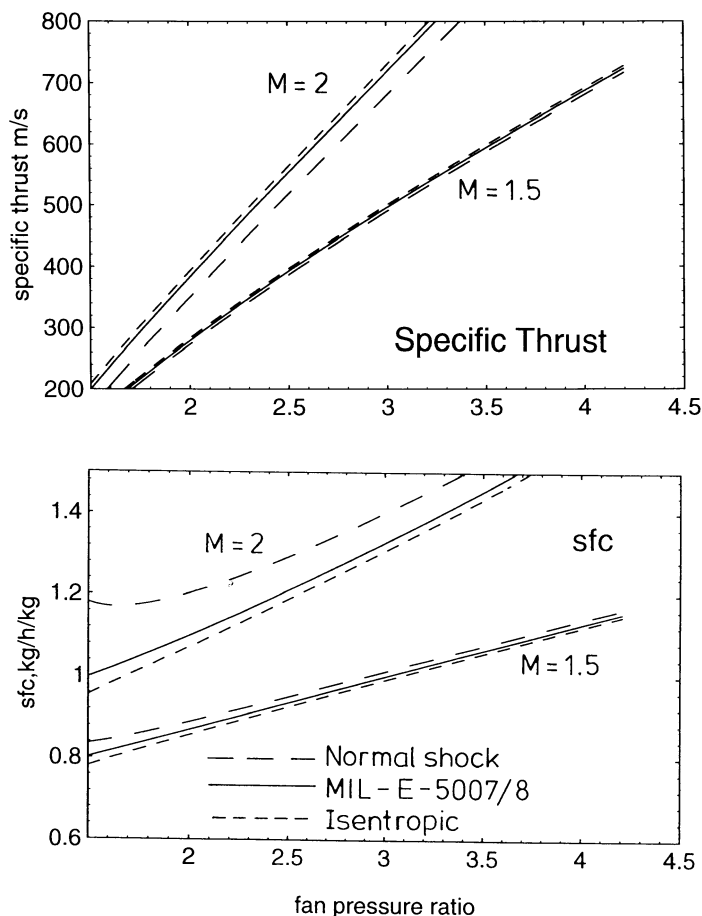 800
700
600
500
400
300
200
specific thrust m/s
M = 2
M = 1.5
Specific Thrust
2
2.5
3
3.5
4
4.5
1.4
1.2
1
0.8
0.6
sfc,kg/h/kg
M = 2
sfc
M = 1.5
Normal shock
MIL-E-5007/8
Isentropic
2
2.5
3
3.5
4
4.5
fan pressure ratio